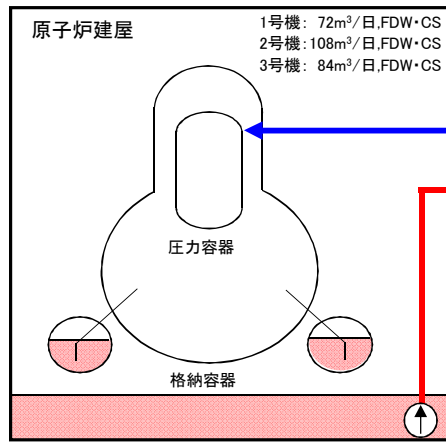 原子炉建屋
1号機: 72m³/日,FDW・CS
2号機:108m³/日,FDW・CS
3号機: 84m³/日,FDW・CS
圧力容器
格納容器